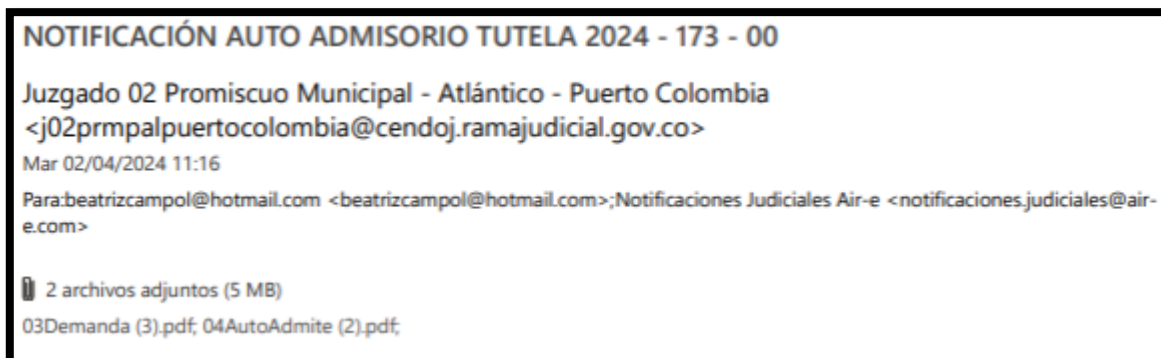 NOTIFICACIÓN AUTO ADMISORIO TUTELA 2024 - 173 - 00
Juzgado 02 Promiscuo Municipal - Atlántico - Puerto Colombia
<j02prmpalpuertocolombia@cendoj.ramajudicial.gov.co>
Mar 02/04/2024 11:16
Para:beatrizcampol@hotmail.com <beatrizcampol@hotmail.com>;Notificaciones Judiciales Air-e <notificaciones.judiciales@air-
e.com>
2 archivos adjuntos (5 MB)
03Demanda (3).pdf; 04AutoAdmite (2).pdf;